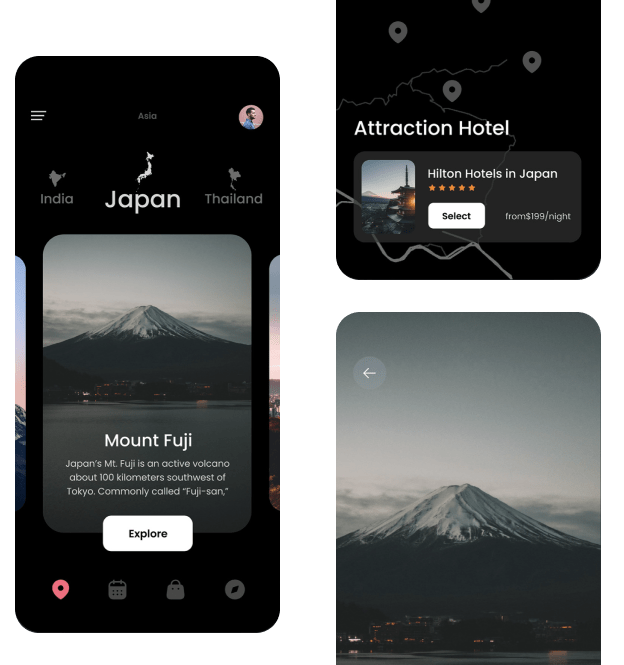 Asia
India
Japan
Thailand
Mount Fuji
Japan's Mt. Fuji is an active volcano
about 100 kilometers southwest of
Tokyo. Commonly called “Fuji-san,”
Explore
Attraction Hotel
Hilton Hotels in Japan
Select
from$199/night